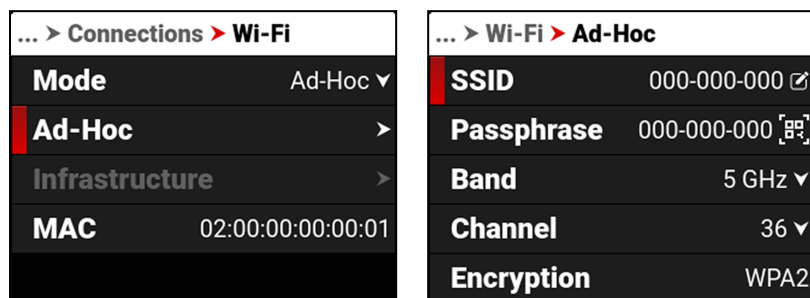 ... > Connections > Wi-Fi
Mode Ad-Hoc
Ad-Hoc
Infrastructure
MAC 02:00:00:00:00:01
... > Wi-Fi > Ad-Hoc
SSID 000-000-000
Passphrase 000-000-000
Band 5 GHz
Channel 36
Encryption WPA2